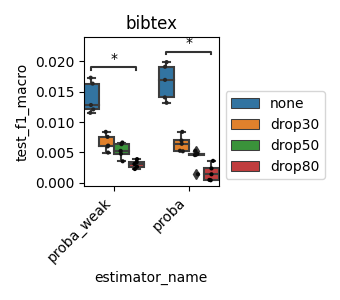 bibtex
*
*
test_f1_macro
0.020
0.015
0.010
0.005
0.000
none
drop30
drop50
drop80
proba_weak
proba
estimator_name